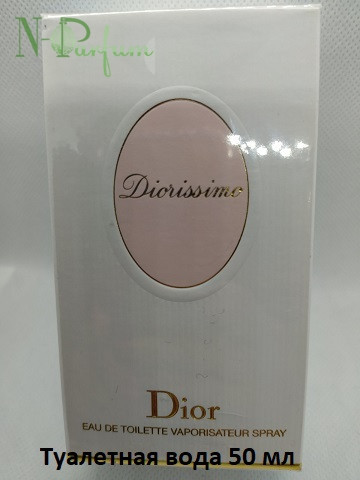 N-Parfum
Diorissimo
Dior
EAU DE TOILETTE VAPORISATEUR SPRAY
Туалетная вода 50 мл